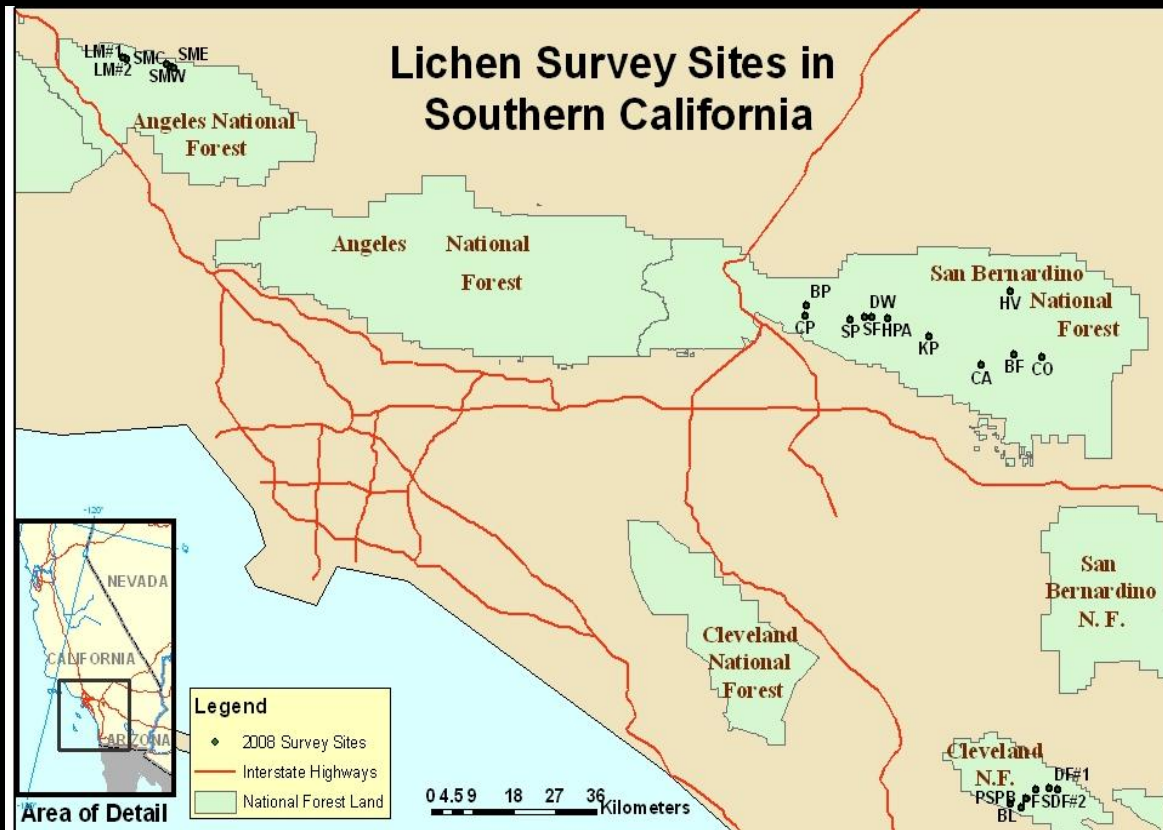 Lichen Survey Sites in
Southern California
LM#1
SMC
SME
LM#2
SMW
Angeles National
Forest
Angeles National
Forest
San Bernardino
National
Forest
BP
DW
HV
CP
SP
SF
HPA
KP
CA
BF
CO
San
Bernardino
N. F.
Cleveland
National
Forest
Cleveland
N.F.
DF#1
PSPB
FSDF#2
BL
-120°
NEVADA
CALIFORNIA
ARIZONA
Area of Detail
Legend
2008 Survey Sites
Interstate Highways
National Forest Land
0 4.5 9 18 27 36
Kilometers